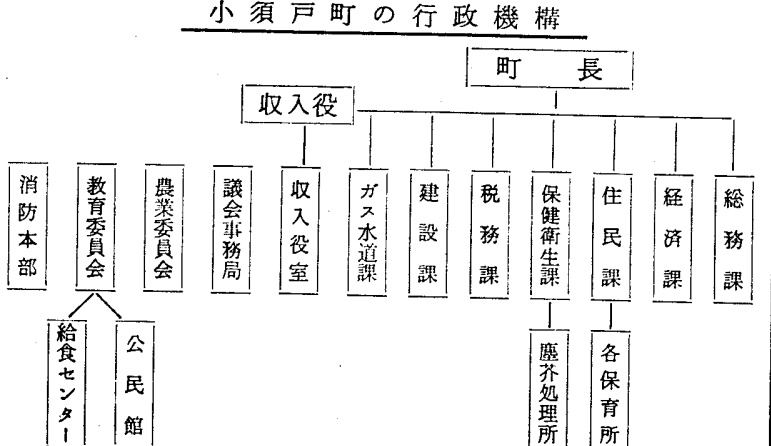 小須戸町の行政機構
町長
収入役
総務課
経済課
住民課
保健衛生課
税務課
建設課
ガス水道課
収入役室
議会事務局
農業委員会
教育委員会
消防本部
各保育所
塵芥処理所
公民館
給食センター